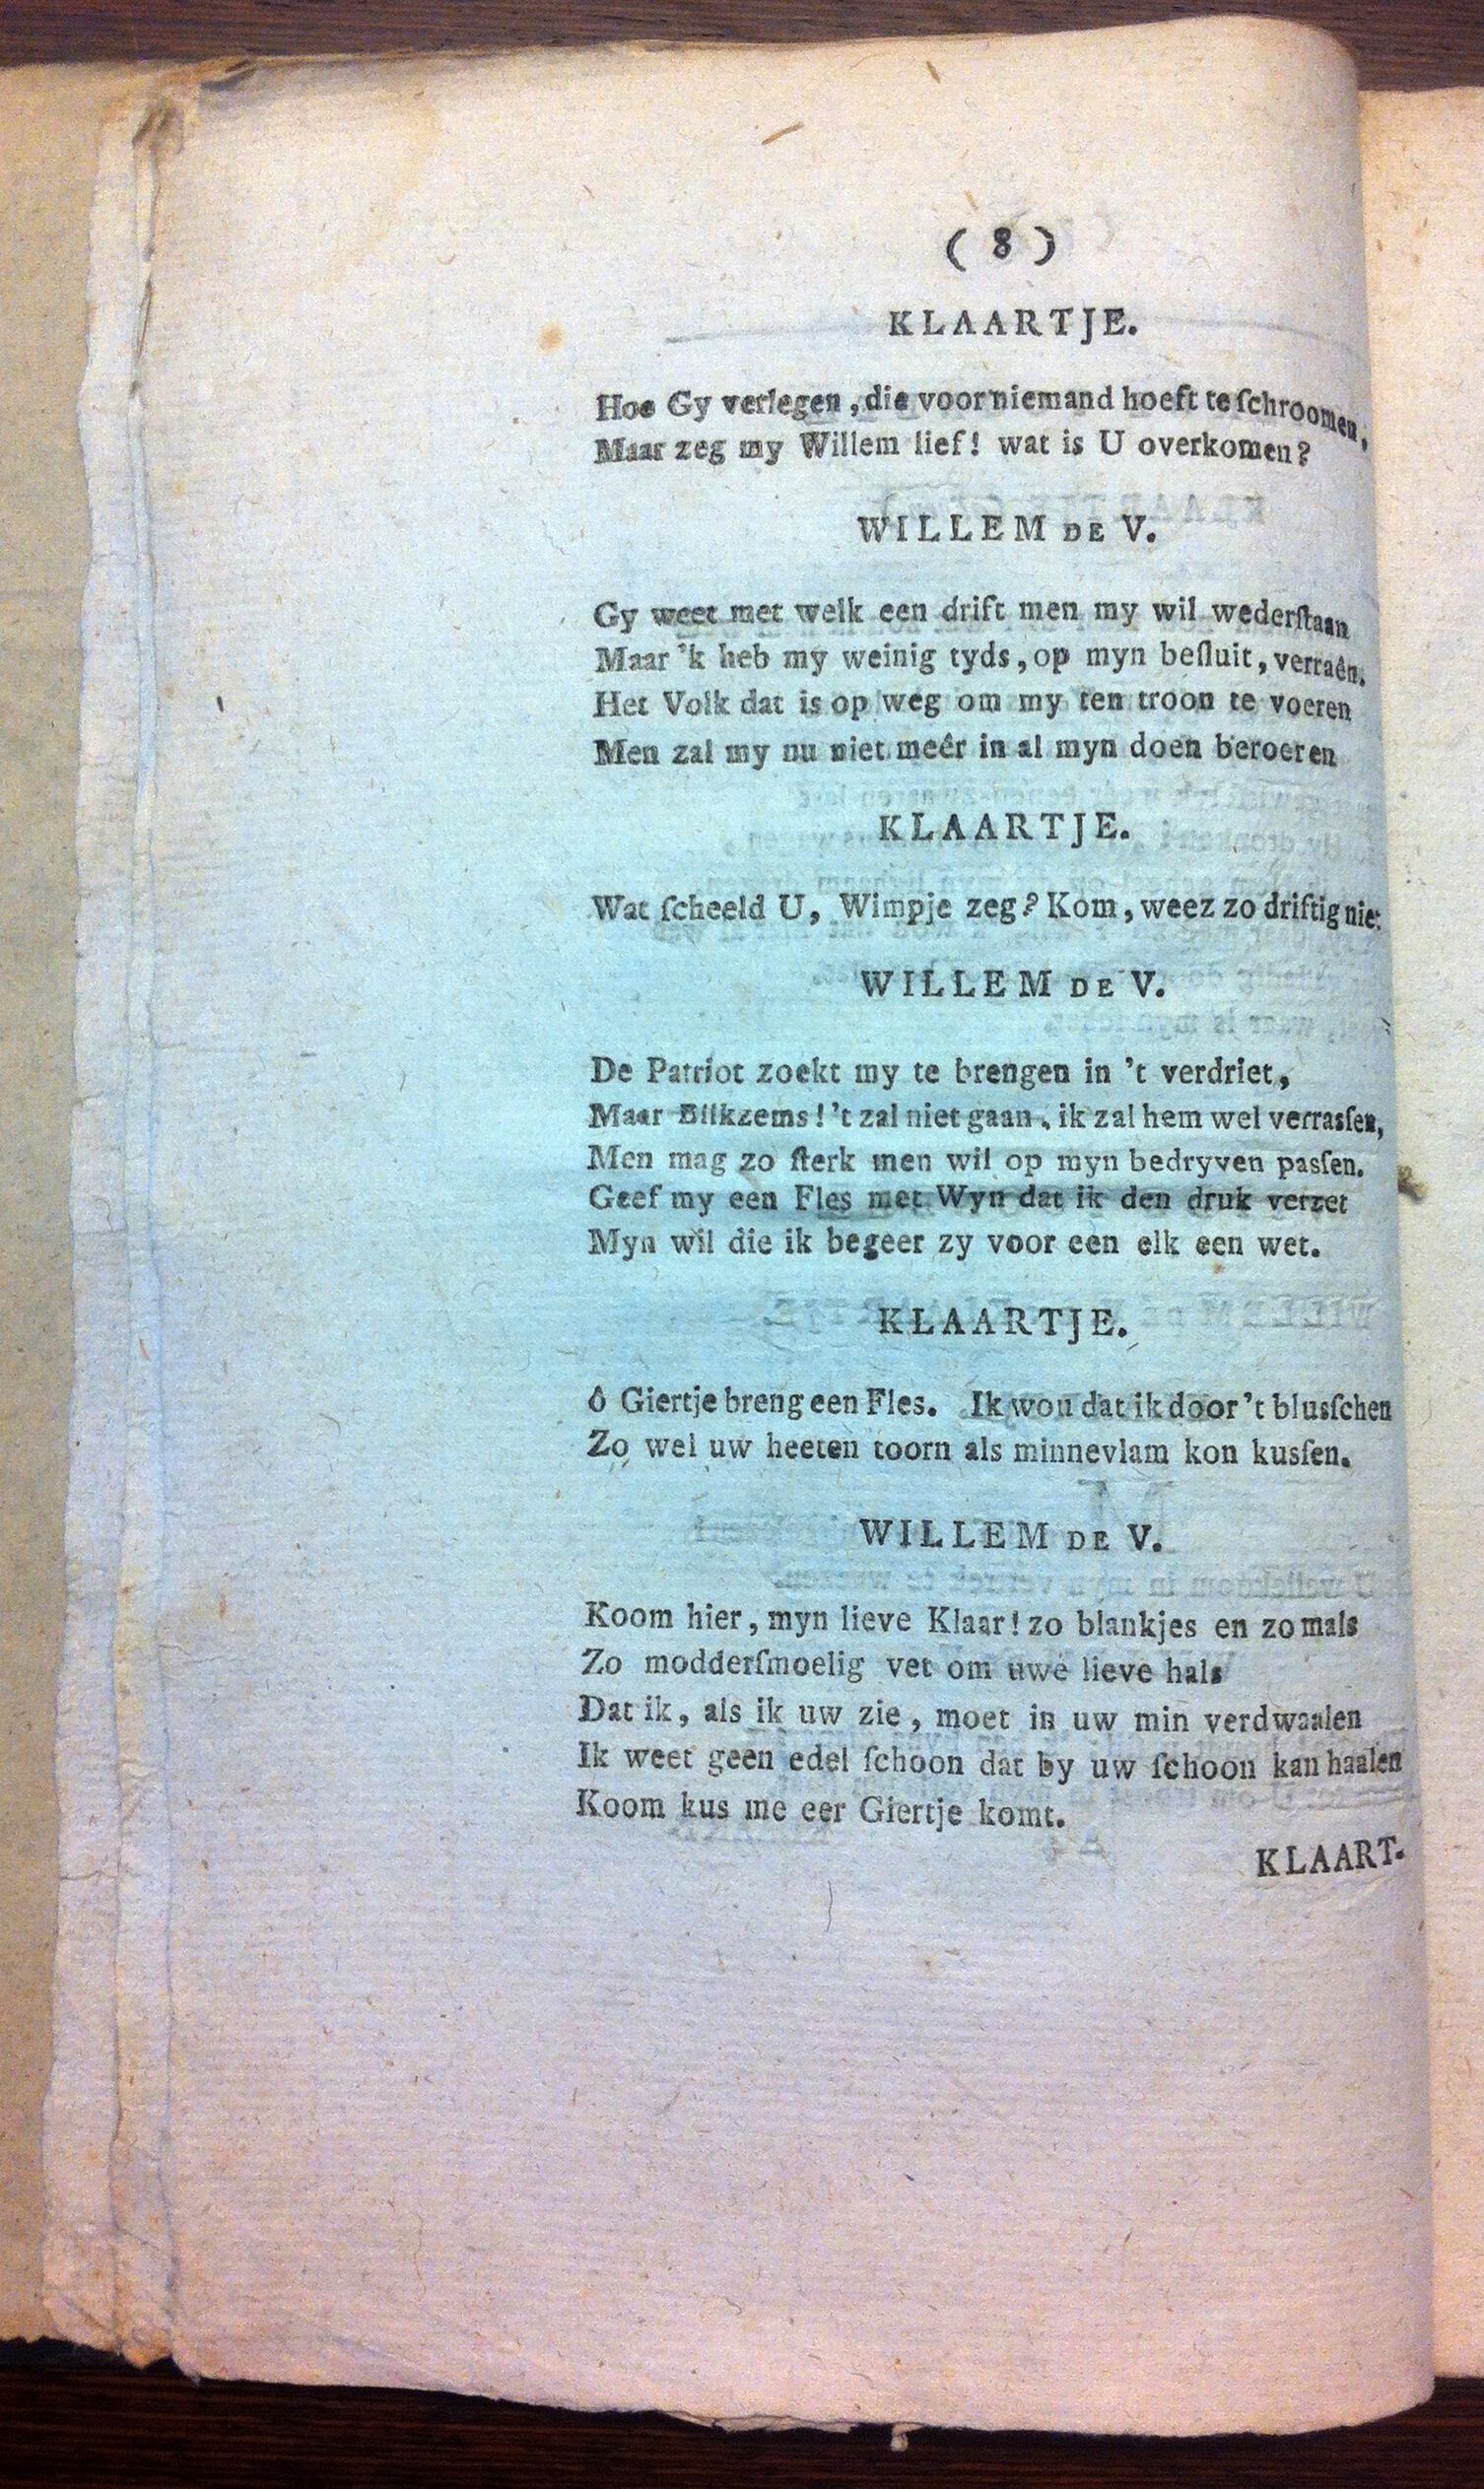 ( 8 )
KLAARTJE.
Hoe Gy verlegen, die voor niemand hoeft te ſchroomen,
Maar zeg my Willem lief! wat is U overkomen?
WILLEM DE V.
Gy weet met welk een drift men my wil wederſtaan
Maar 'k heb my weinig tyds, op myn beſluit, verraên.
Het Volk dat is op weg om my ten troon te voeren
Men zal my nu niet meêr in al myn doen beroeren
KLAARTJE.
Wat ſcheeld U, Wimpje zeg? Kom, weez zo driftig niet
WILLEM DE V.
De Patriot zoekt my te brengen in 't verdriet,
Maar Blikzems! 't zal niet gaan, ik zal hem wel verrasſen,
Men mag zo ſterk men wil op myn bedryven pasſen.
Geef my een Fles met Wyn dat ik den druk verzet
Myn wil die ik begeer zy voor een elk een wet.
KLAARTJE.
ô Giertje breng een Fles. Ik wou dat ik door 't blusſchen
Zo wel uw heeten toorn als minnevlam kon kusſen.
WILLEM DE V.
Koom hier, myn lieve Klaar! zo blankjes en zo mals
Zo modderſmoelig vet om uwe lieve hals
Dat ik, als ik uw zie, moet in uw min verdwaalen
Ik weet geen edel ſchoon dat by uw ſchoon kan haalen
Koom kus me eer Giertje komt.
KLAART.